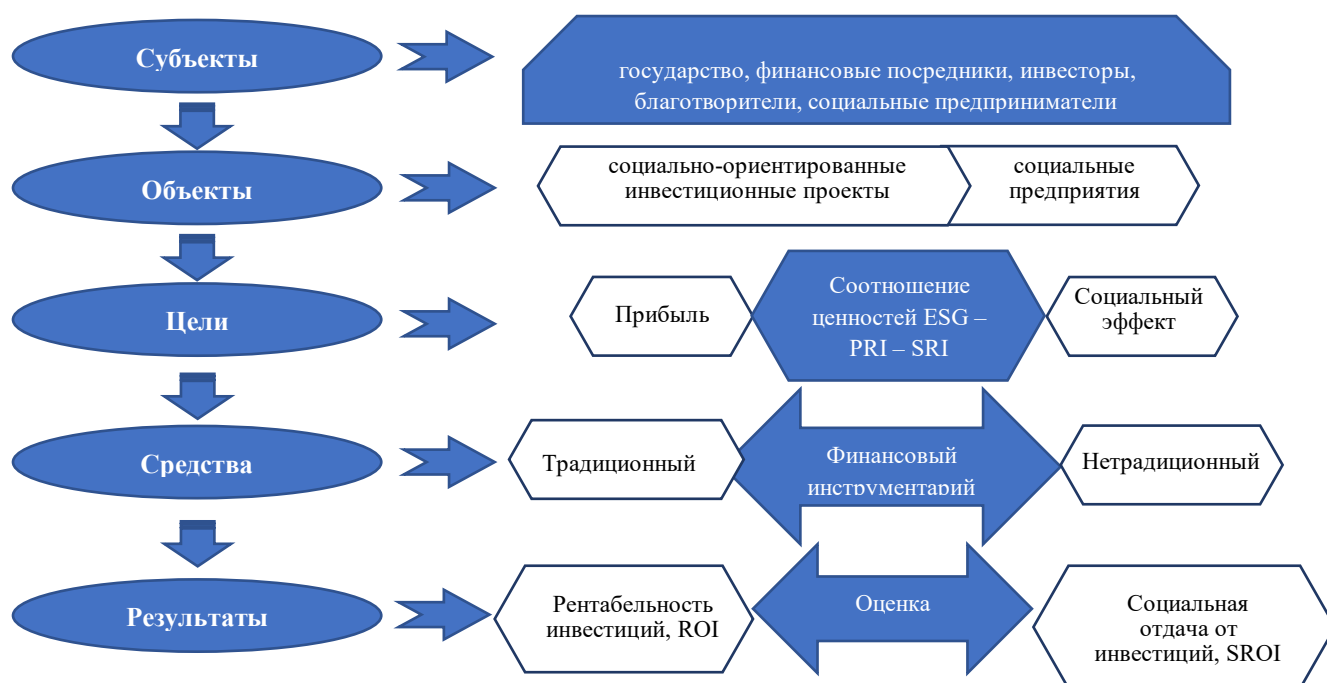 Субъекты
государство, финансовые посредники, инвесторы,
благотворители, социальные предприниматели
Объекты
социально-ориентированные
инвестиционные проекты
социальные
предприятия
Цели
Прибыль
Соотношение
ценностей ESG –
PRI – SRI
Социальный
эффект
Средства
Традиционный
Финансовый
инструментарий
Нетрадиционный
Результаты
Рентабельность
инвестиций, ROI
Оценка
Социальная
отдача от
инвестиций, SROI